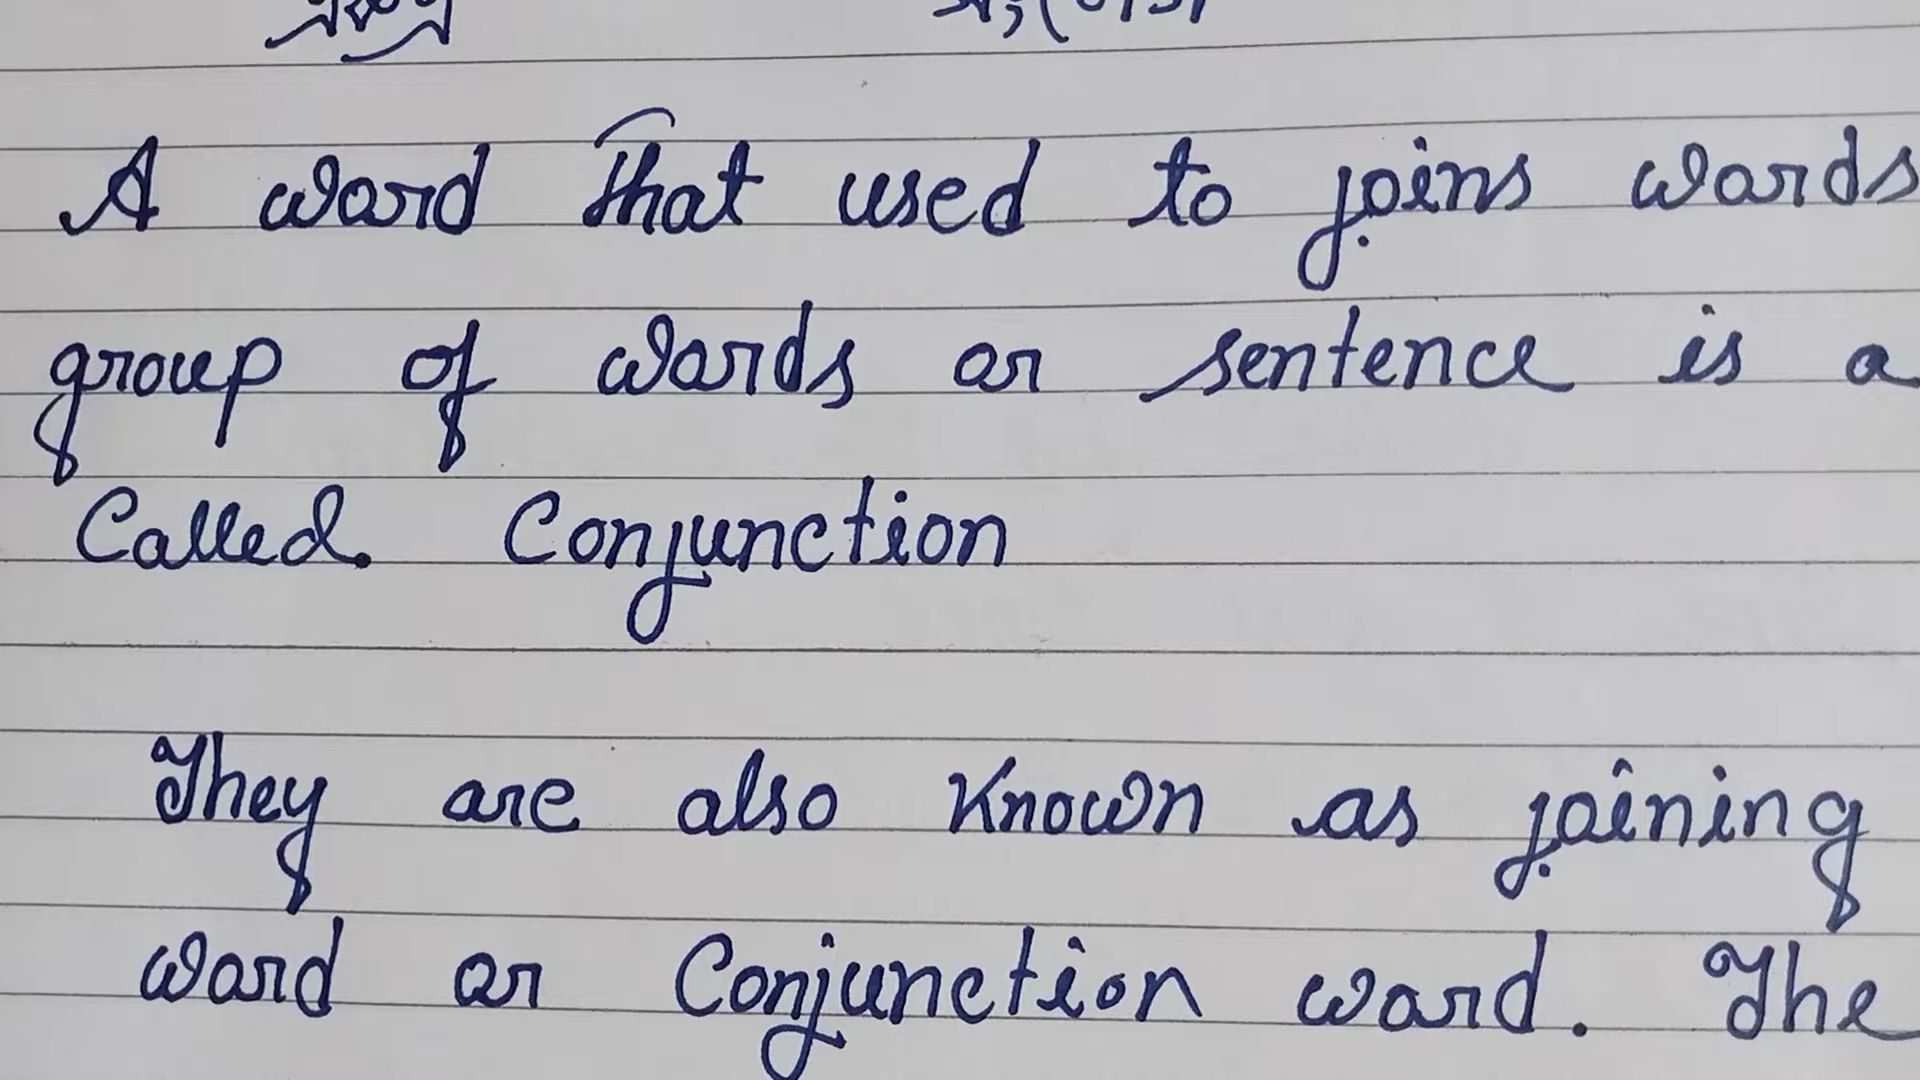 A word that used to joins words
group of words or sentence is a
Called. Conjunction
They are also known as joining
word or Conjunction word. The